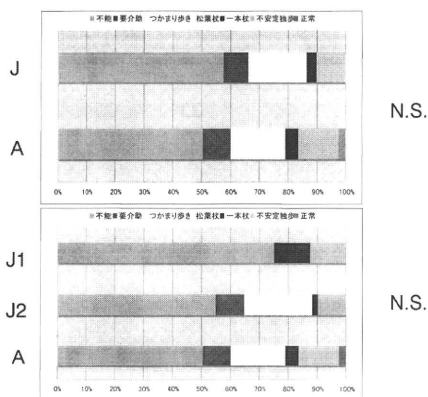 不能 要介助 つかまり歩き 松葉杖 一本杖 不安定独歩 正常
J
N.S.
A
0% 10% 20% 30% 40% 50% 60% 70% 80% 90% 100%
不能 要介助 つかまり歩き 松葉杖 一本杖 不安定独歩 正常
J1
J2
N.S.
A
0% 10% 20% 30% 40% 50% 60% 70% 80% 90% 100%